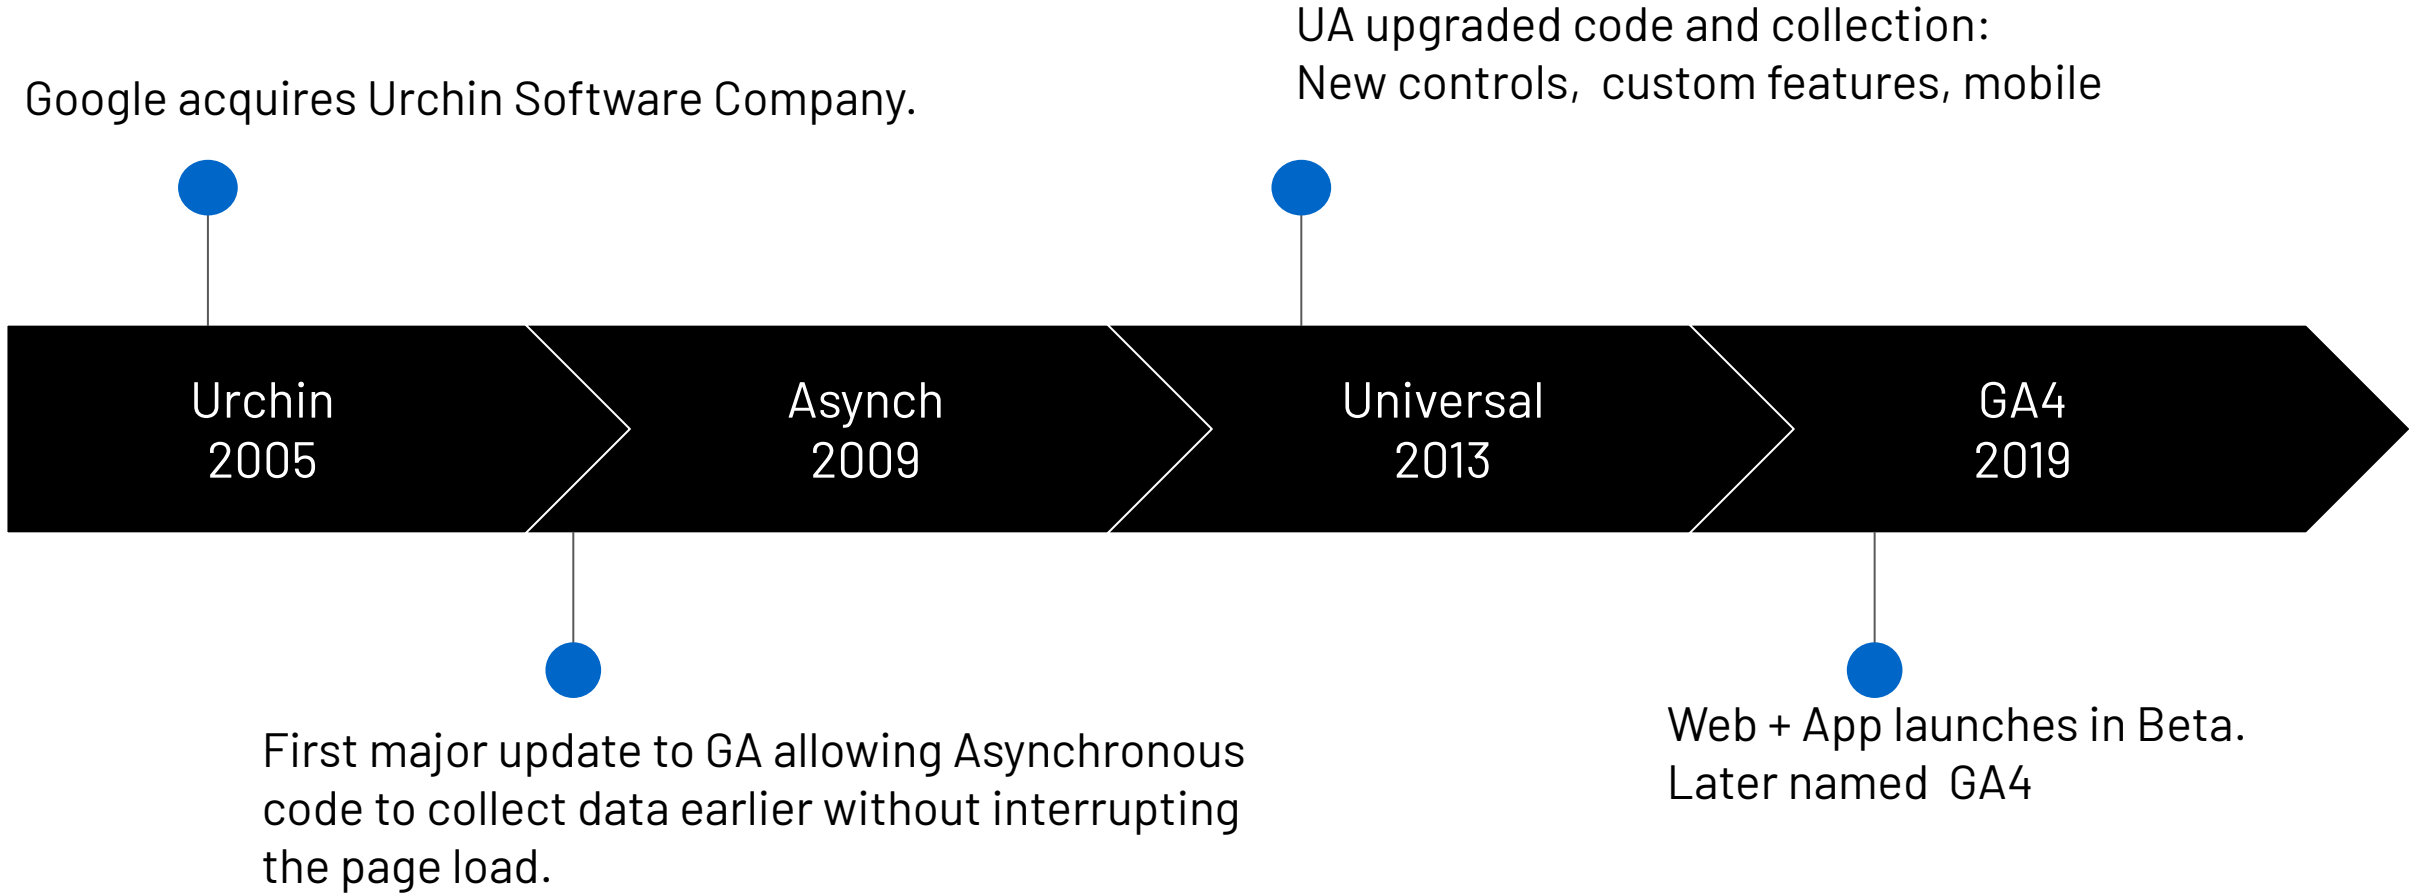 UA upgraded code and collection:
New controls,  custom features, mobile
Google acquires Urchin Software Company.
Urchin
2005
Asynch
2009
Universal
2013
GA4
2019
First major update to GA allowing Asynchronous
code to collect data earlier without interrupting
the page load.
Web + App launches in Beta.
Later named  GA4